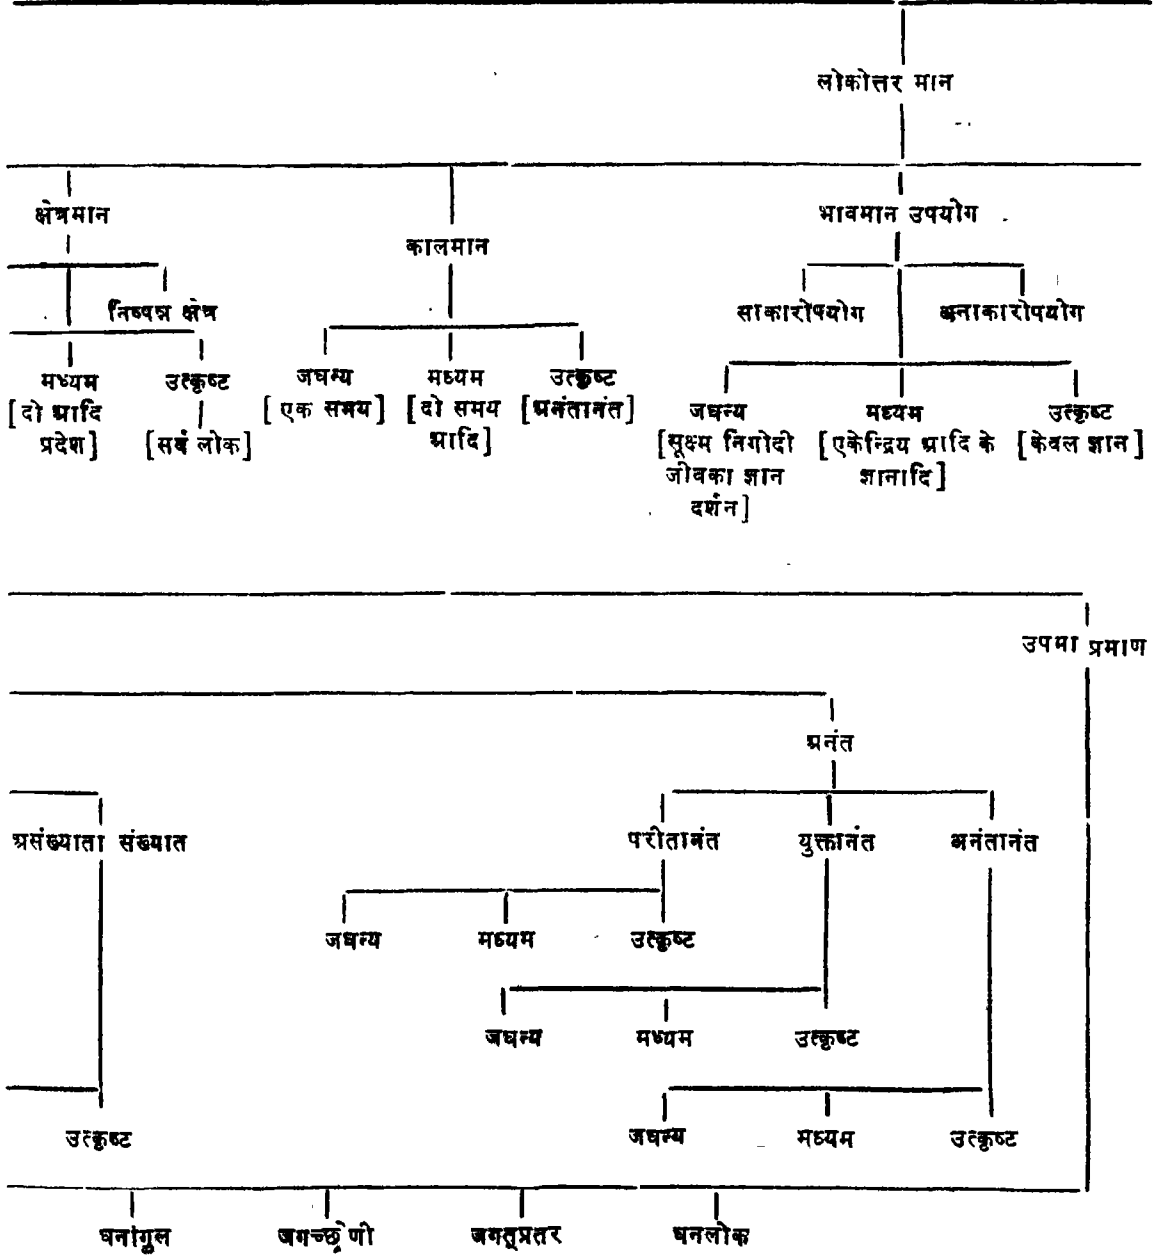 लोकोत्तर मान
क्षेत्रमान
भावमान उपयोग
कालमान
निष्पन्न क्षेत्र
साकारोपयोग
अनाकारोपयोग
मध्यम
[दो आदि
प्रदेश]
उत्कृष्ट
[सर्व लोक]
जघन्य
[एक समय]
मध्यम
[दो समय
आदि]
उत्कृष्ट
[अनंतानंत]
जघन्य
[सूक्ष्म निगोदी
जीवका ज्ञान
दर्शन]
मध्यम
[एकेन्द्रिय आदि के
ज्ञानादि]
उत्कृष्ट
[केवल ज्ञान]
उपमा प्रमाण
अनंत
असंख्याता संख्यात
परीतानंत
युक्तानंत
अनंतानंत
जघन्य
मध्यम
उत्कृष्ट
जघन्य
मध्यम
उत्कृष्ट
उत्कृष्ट
जघन्य
मध्यम
उत्कृष्ट
घनांगुल
जगच्छ्रेणी
जगत्प्रतर
घनलोक